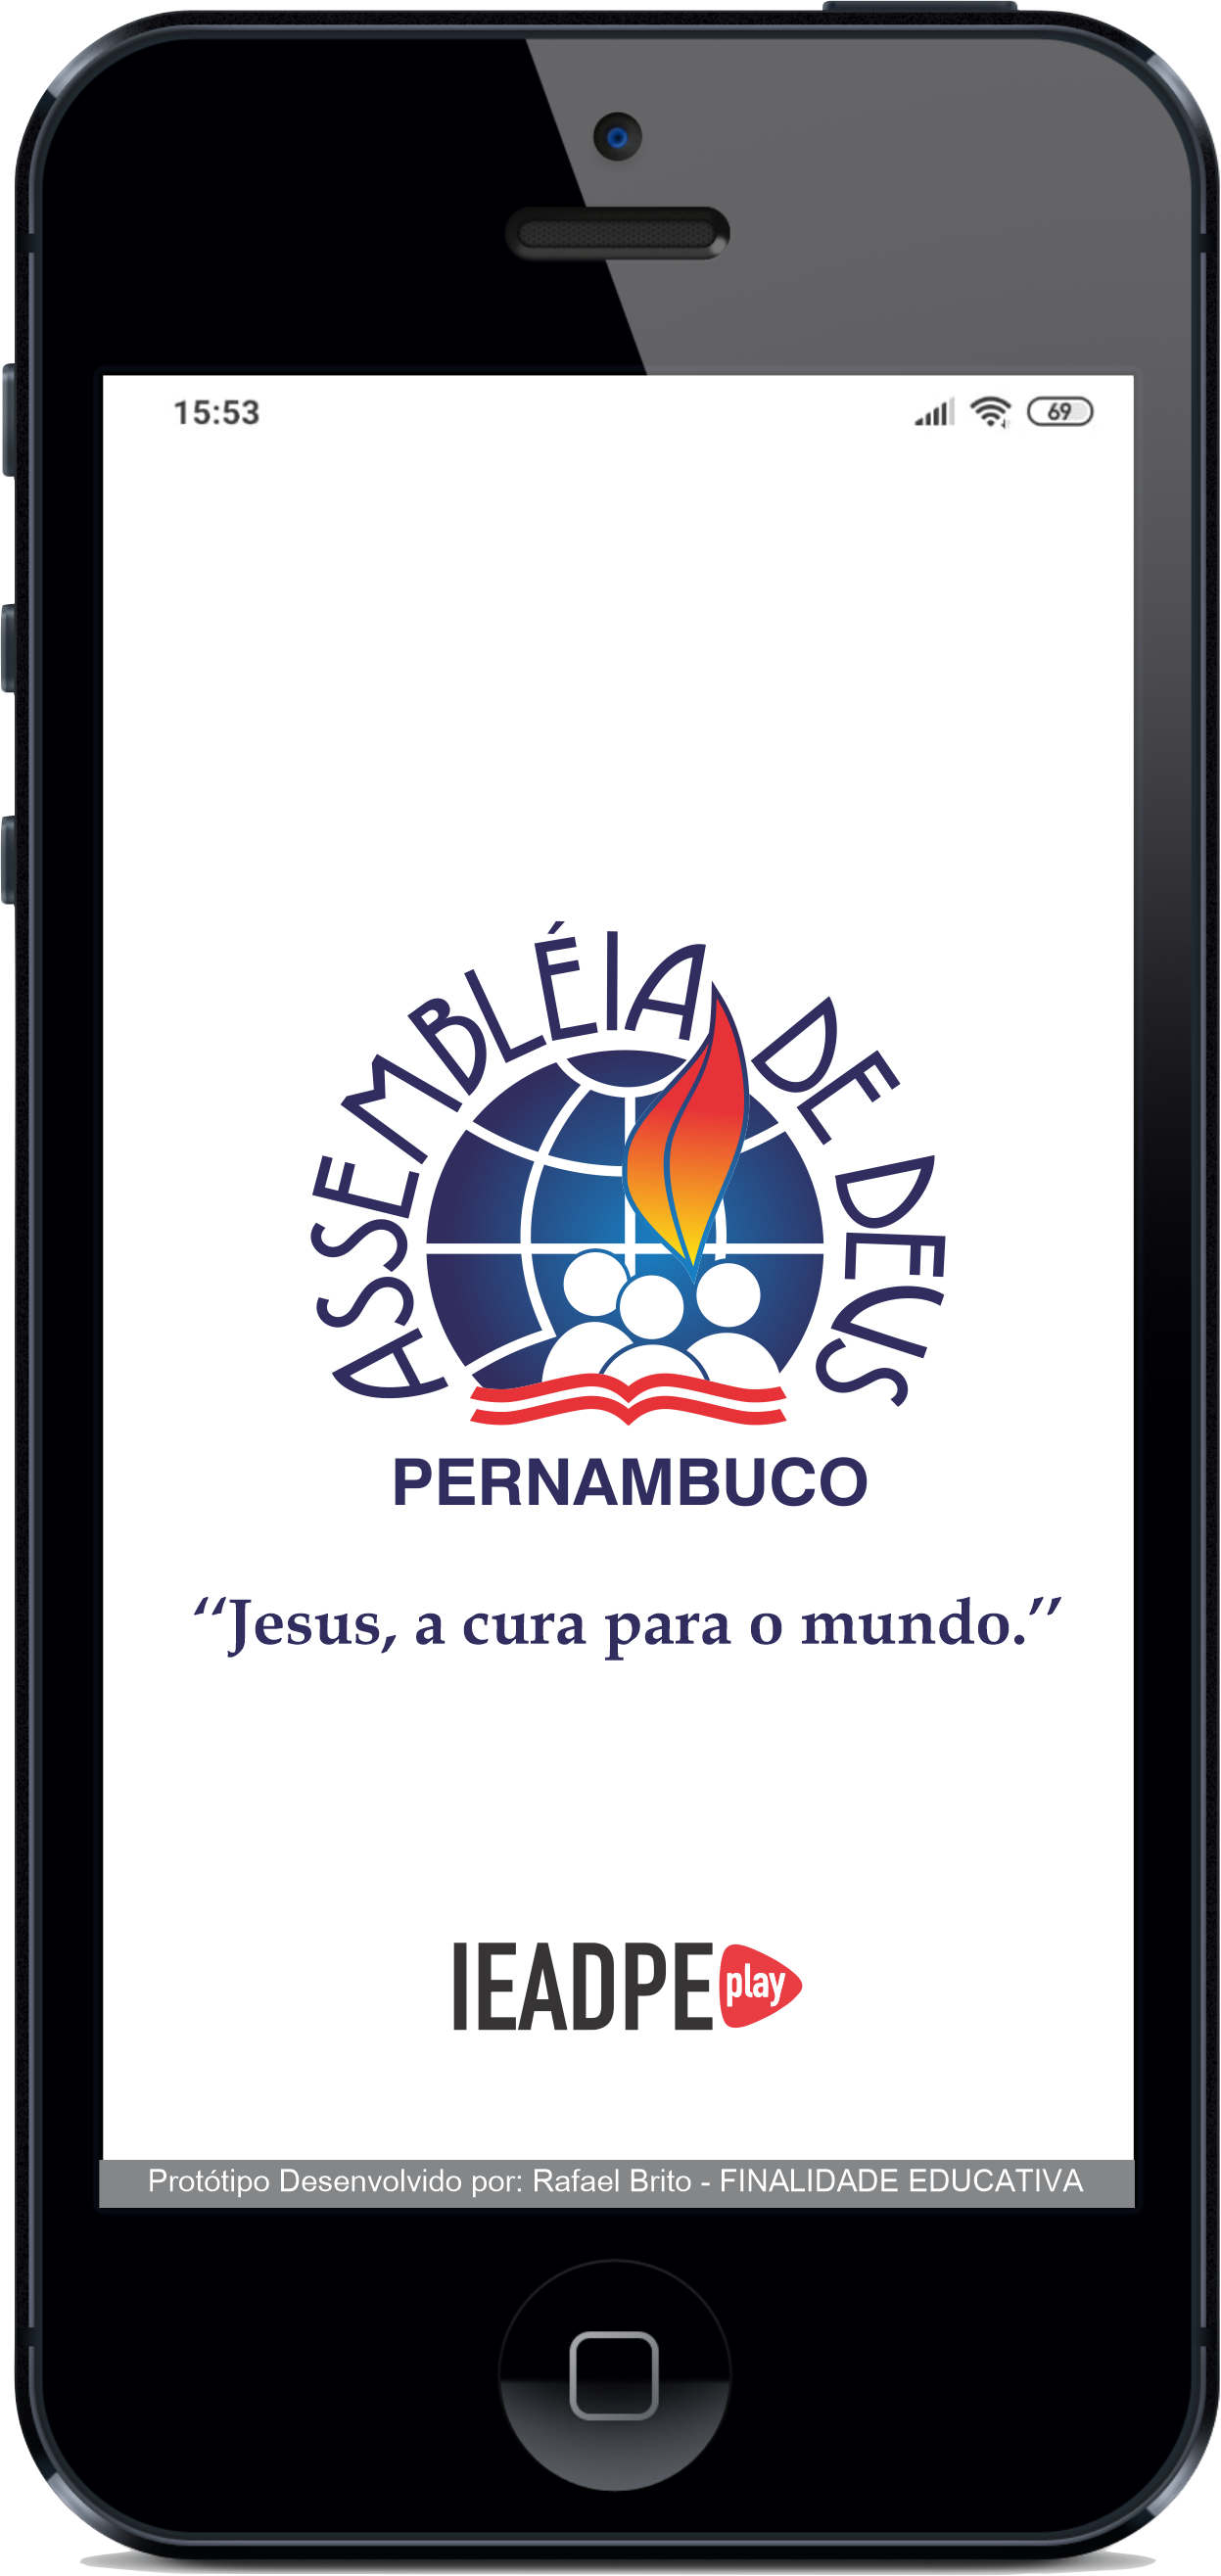 15:53
69
ASSEMBLÉIA DE DEUS
PERNAMBUCO
“Jesus, a cura para o mundo.”
IEADPE play
Protótipo Desenvolvido por: Rafael Brito - FINALIDADE EDUCATIVA